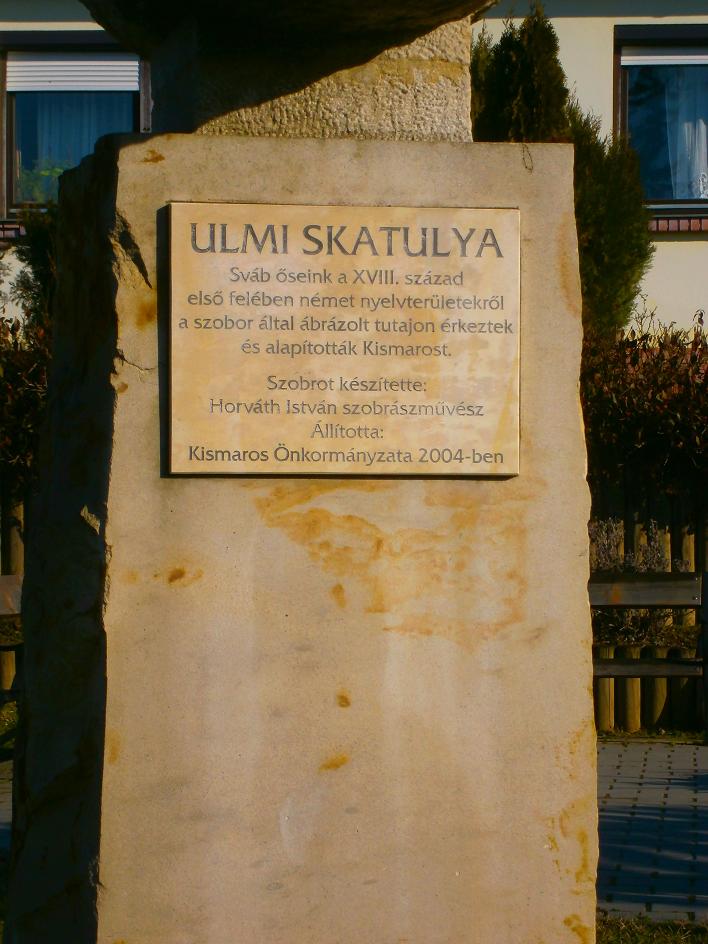 ULMI SKATULYA
Sváb őseink a XVIII. század
első felében német nyelvterületekről
a szobor által ábrázolt tutajon érkeztek
és alapították Kismarost.
Szobrot készítette:
Horváth István szobrászművész
Állította:
Kismaros Önkormányzata 2004-ben